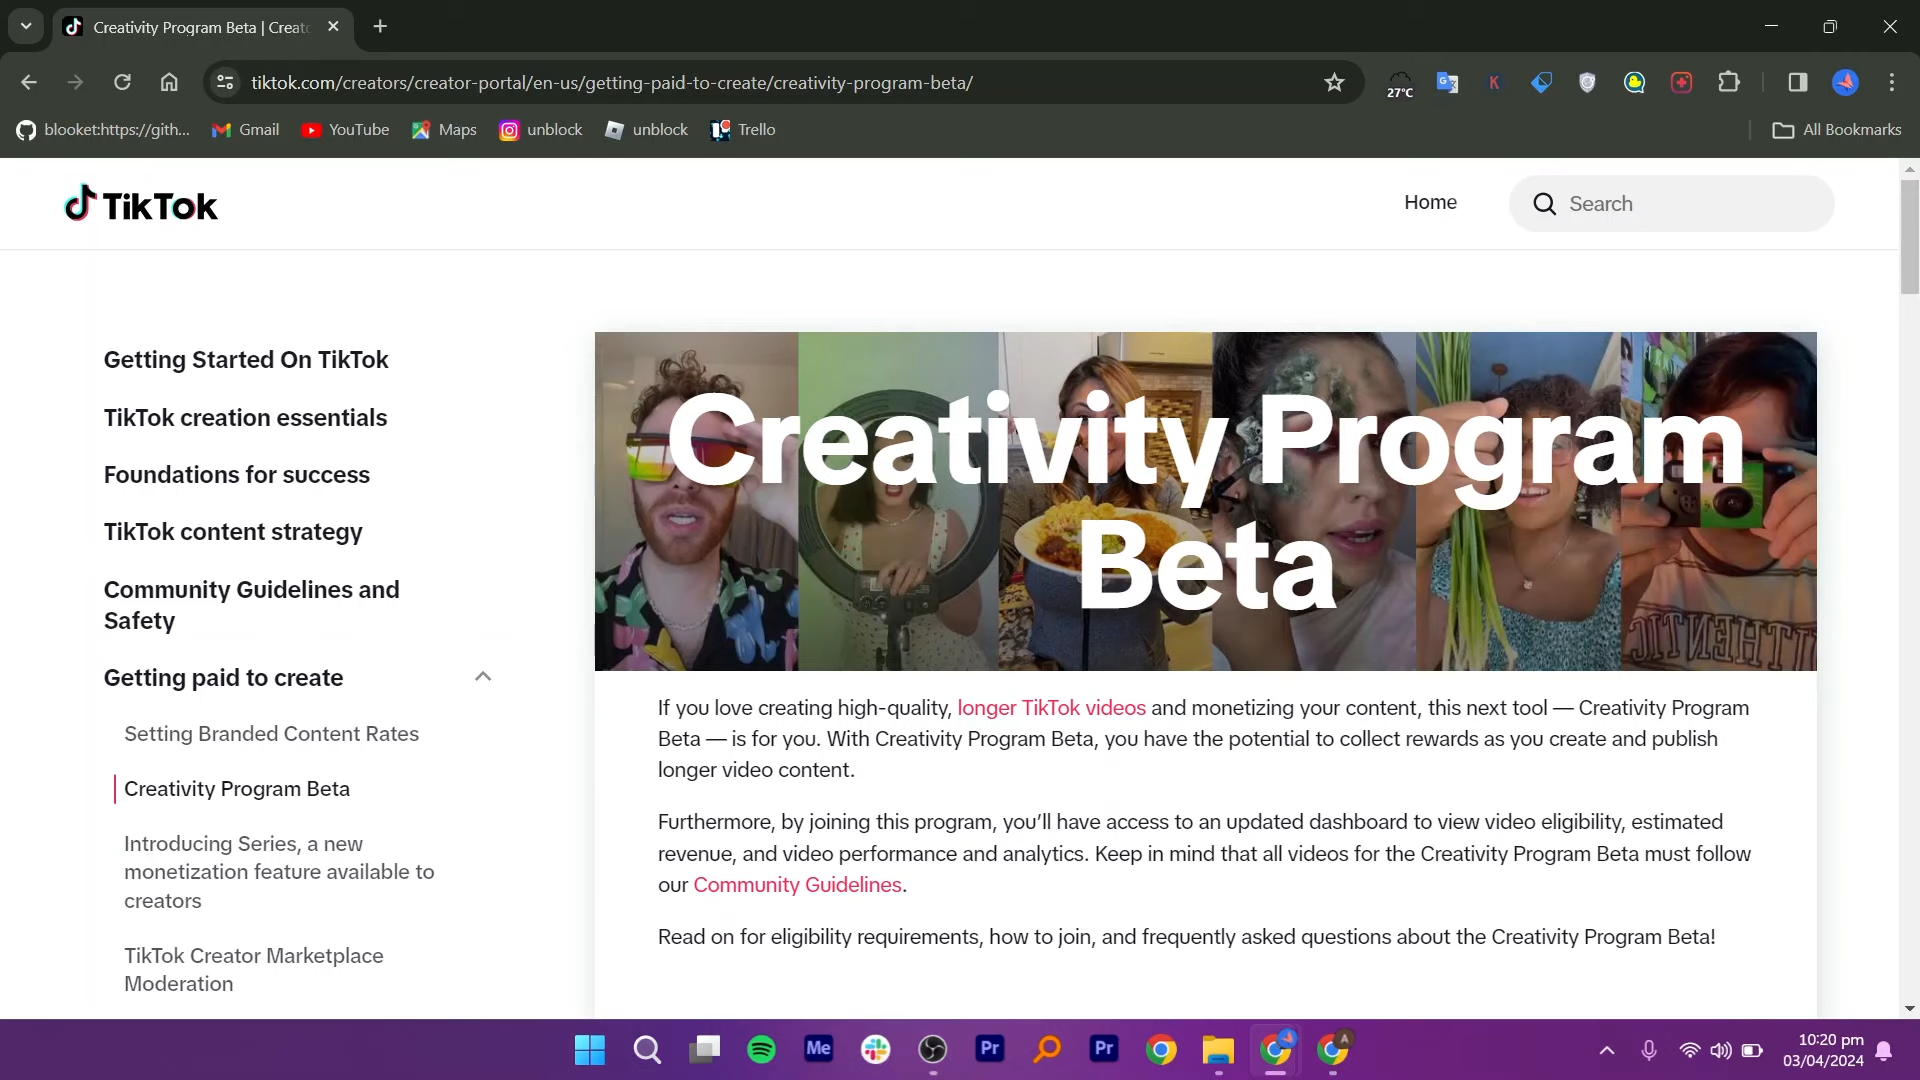 Creativity Program Beta | Creato
tiktok.com/creators/creator-portal/en-us/getting-paid-to-create/creativity-program-beta/
27°C
K
blooket:https://gith...
Gmail
YouTube
Maps
unblock
unblock
Trello
All Bookmarks
TikTok
Home
Search
Getting Started On TikTok
TikTok creation essentials
Foundations for success
TikTok content strategy
Community Guidelines and
Safety
Getting paid to create
Setting Branded Content Rates
Creativity Program Beta
Introducing Series, a new
monetization feature available to
creators
TikTok Creator Marketplace
Moderation
Creativity Program
Beta
If you love creating high-quality, longer TikTok videos and monetizing your content, this next tool — Creativity Program
Beta — is for you. With Creativity Program Beta, you have the potential to collect rewards as you create and publish
longer video content.
Furthermore, by joining this program, you’ll have access to an updated dashboard to view video eligibility, estimated
revenue, and video performance and analytics. Keep in mind that all videos for the Creativity Program Beta must follow
our Community Guidelines.
Read on for eligibility requirements, how to join, and frequently asked questions about the Creativity Program Beta!
Me
Pr
Pr
A
10:20 pm
03/04/2024